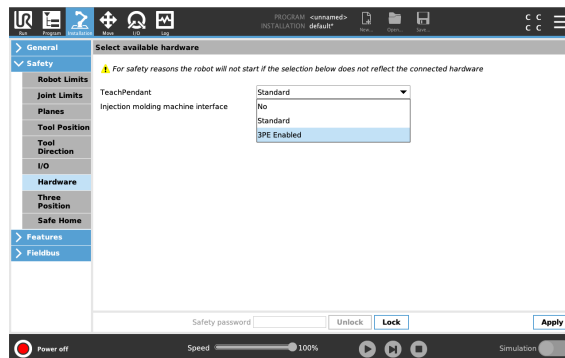 UR
PROGRAM <unnamed>
INSTALLATION default*
C C
C C
Run Program Installation Move I/O Log New... Open... Save...
General
Select available hardware
Safety
For safety reasons the robot will not start if the selection below does not reflect the connected hardware
Robot Limits
Joint Limits
Planes
Tool Position
Tool
Direction
I/O
Hardware
Three
Position
Safe Home
Features
Fieldbus
TeachPendant Standard
Injection molding machine interface No
Standard
3PE Enabled
Safety password Unlock Lock Apply
Power off Speed 100% Simulation